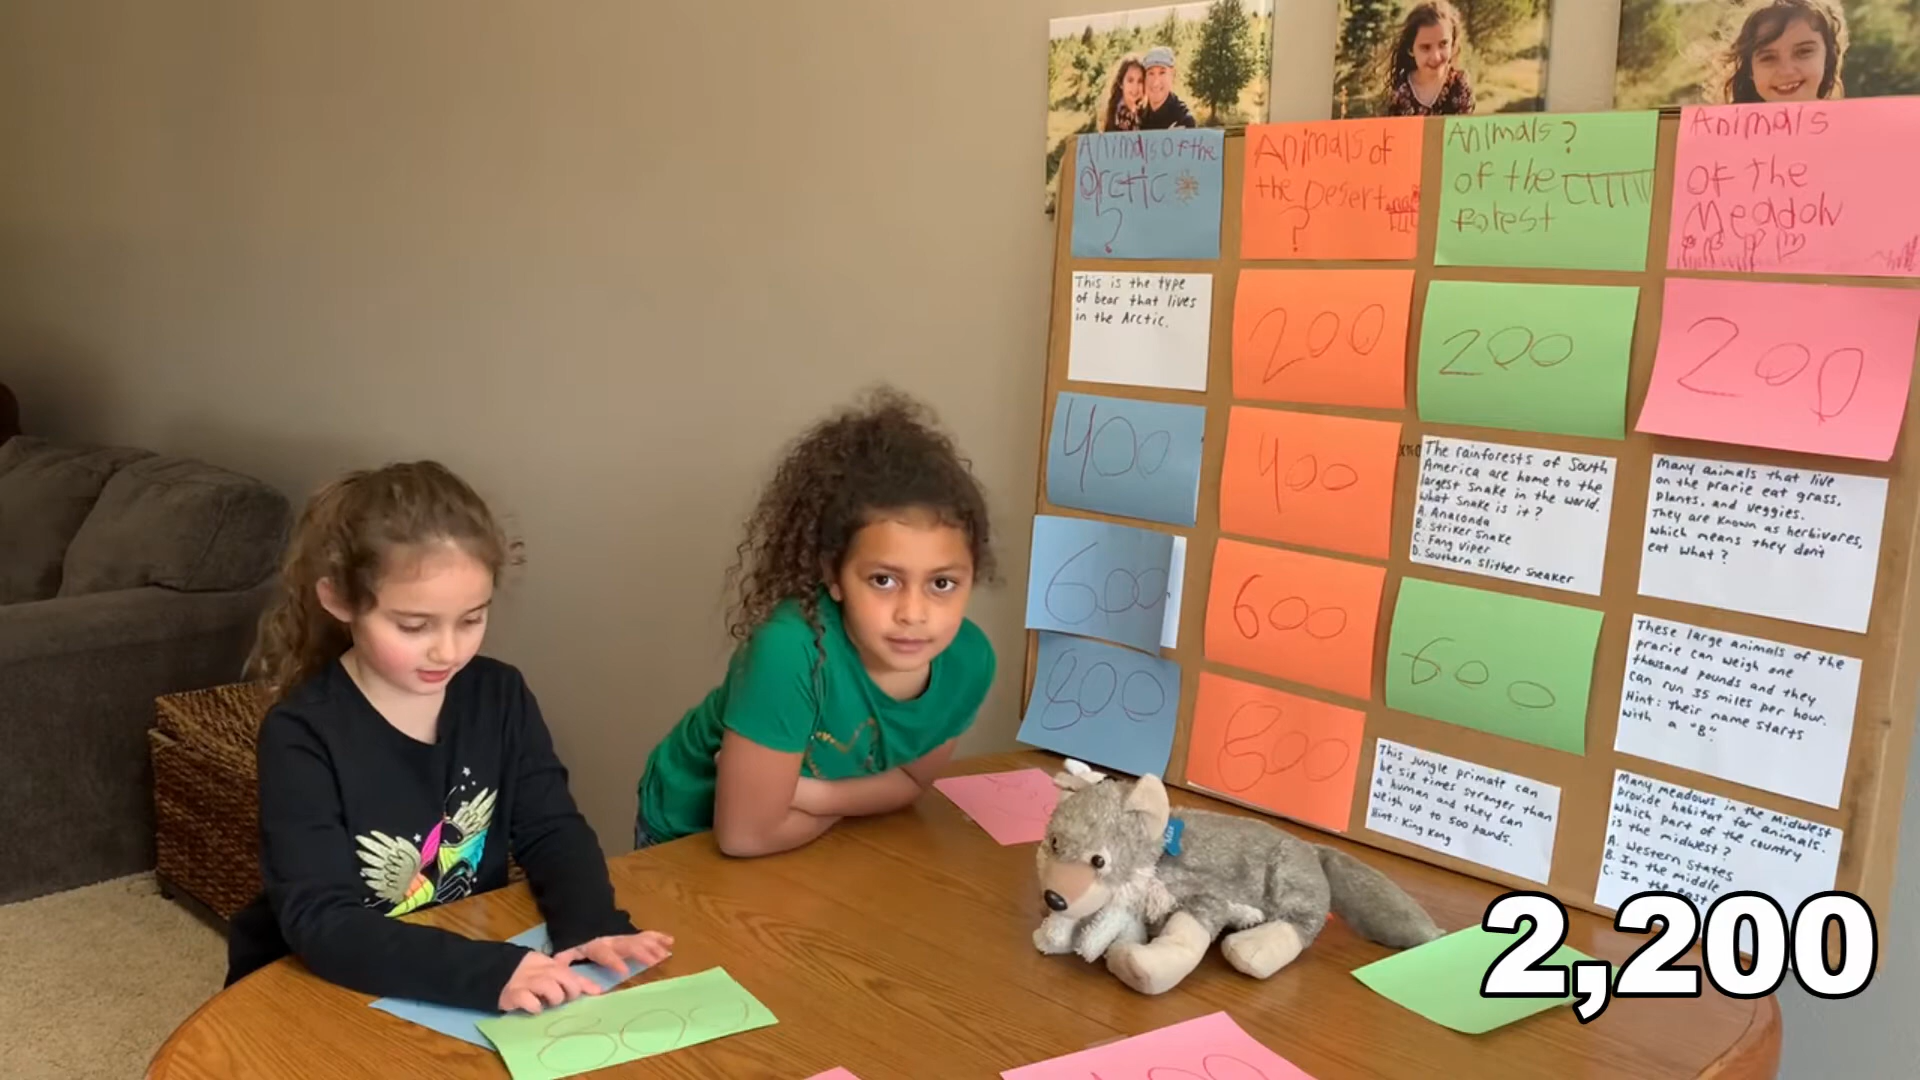 Animals of the
arctic
?
Animals of
the Desert
?
Animals ?
of the
forest
Animals
OF The
Meadow
This is the type
of bear that lives
in the Arctic.
200
200
200
400
400
The rainforests of South
America are home to the
largest snake in the world.
What snake is it?
A. Anaconda
B. Striker Snake
C. Fang Viper
D. Southern Slither Sneaker
Many animals that live
on the prarie eat grass,
plants, and veggies.
They are known as herbivores,
which means they don't
eat what?
600
600
600
These large animals of the
prarie can weigh one
thousand pounds and they
can run 35 miles per hour.
Hint: Their name starts
with a "B".
800
800
This jungle primate can
be six times stronger than
a human and they can
weigh up to 500 pounds.
Hint: King Kong
Many meadows in the Midwest
provide habitat for animals.
Which part of the country
is the midwest?
A. Western States
B. In the middle
C. In the East
800
2,200